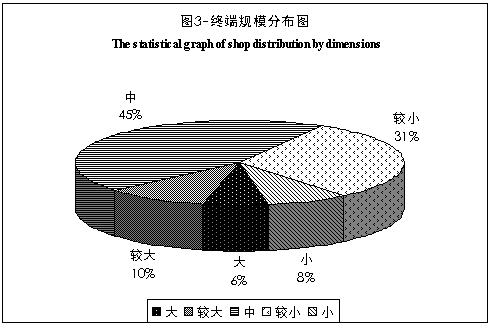 图3-终端规模分布图
The statistical graph of shop distribution by dimensions
中
45%
较小
31%
较大
10%
大
6%
小
8%
大 较大 中 较小 小